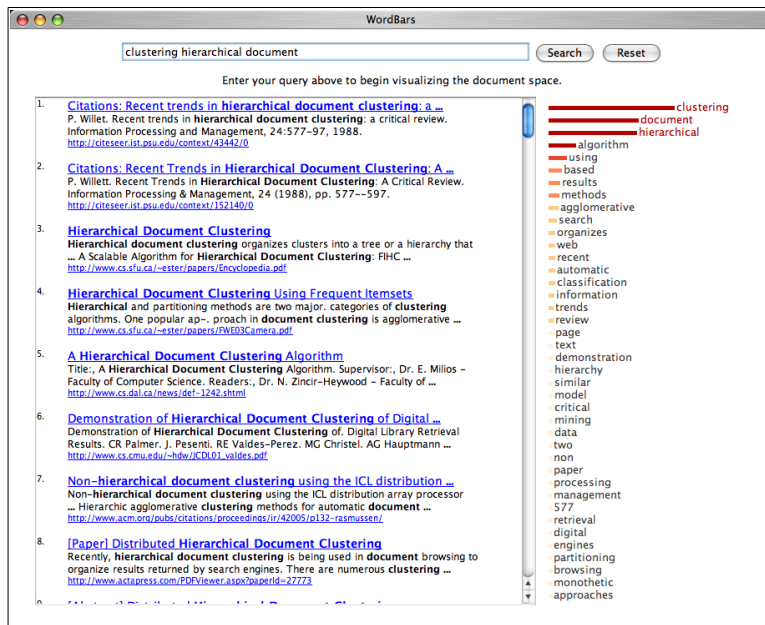 WordBars
clustering hierarchical document
Search
Reset
Enter your query above to begin visualizing the document space.
1. Citations: Recent trends in hierarchical document clustering: a ...
P. Willet. Recent trends in hierarchical document clustering: a critical review.
Information Processing and Management, 24:577-97, 1988.
http://citeseer.ist.psu.edu/context/43442/0
2. Citations: Recent Trends in Hierarchical Document Clustering: A ...
P. Willett. Recent Trends in Hierarchical Document Clustering: A Critical Review.
Information Processing & Management, 24 (1988), pp. 577--597.
http://citeseer.ist.psu.edu/context/152140/0
3. Hierarchical Document Clustering
Hierarchical document clustering organizes clusters into a tree or a hierarchy that
... A Scalable Algorithm for Hierarchical Document Clustering: FIHC ...
http://www.cs.sfu.ca/~ester/papers/Encyclopedia.pdf
4. Hierarchical Document Clustering Using Frequent Itemsets
Hierarchical and partitioning methods are two major. categories of clustering
algorithms. One popular ap-. proach in document clustering is agglomerative ...
http://www.cs.sfu.ca/~ester/papers/FWE03Camera.pdf
5. A Hierarchical Document Clustering Algorithm
Title:, A Hierarchical Document Clustering Algorithm. Supervisor:, Dr. E. Milios -
Faculty of Computer Science. Readers:, Dr. N. Zincir-Heywood - Faculty of ...
http://www.cs.dal.ca/news/def-1242.shtml
6. Demonstration of Hierarchical Document Clustering of Digital ...
Demonstration of Hierarchical Document Clustering of. Digital Library Retrieval
Results. CR Palmer. J. Pesenti. RE Valdes-Perez. MG Christel. AG Hauptmann ...
http://www.cs.cmu.edu/~hdw/JCDL01_valdes.pdf
7. Non-hierarchical document clustering using the ICL distribution ...
Non-hierarchical document clustering using the ICL distribution array processor
... Hierarchic agglomerative clustering methods for automatic document ...
http://www.acm.org/pubs/citations/proceedings/ir/42005/p132-rasmussen/
8. [Paper] Distributed Hierarchical Document Clustering
Recently, hierarchical document clustering is being used in document browsing to
organize results returned by search engines. There are numerous clustering ...
http://www.actapress.com/PDFViewer.aspx?paperId=27773
9. [Abstract] Distributed Hierarchical Document Clustering
clustering
document
hierarchical
algorithm
using
based
results
methods
agglomerative
search
organizes
web
recent
automatic
classification
information
trends
review
page
text
demonstration
hierarchy
similar
model
critical
mining
data
two
non
paper
processing
management
577
retrieval
digital
engines
partitioning
browsing
monothetic
approaches